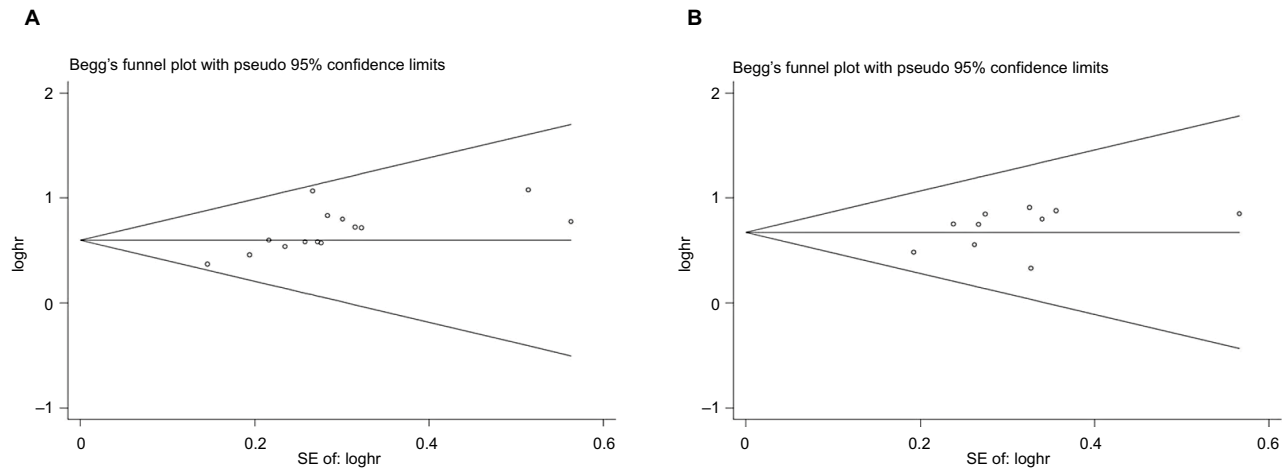 A
Begg’s funnel plot with pseudo 95% confidence limits
2
1
0
–1
loghr
0
0.2
0.4
0.6
SE of: loghr
B
Begg’s funnel plot with pseudo 95% confidence limits
2
1
0
–1
loghr
0
0.2
0.4
0.6
SE of: loghr